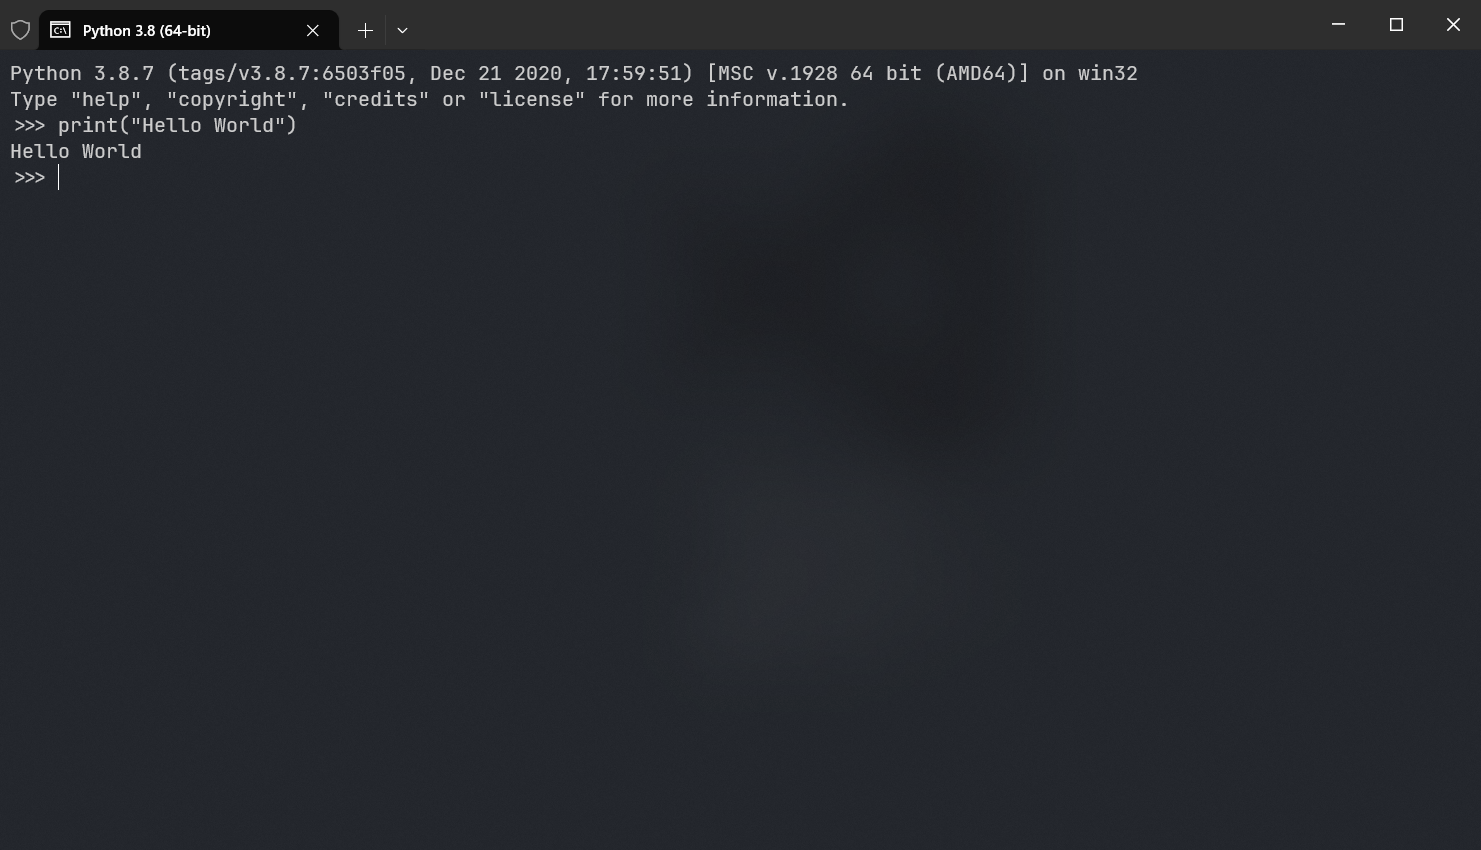 Python 3.8 (64-bit)
Python 3.8.7 (tags/v3.8.7:6503f05, Dec 21 2020, 17:59:51) [MSC v.1928 64 bit (AMD64)] on win32
Type "help", "copyright", "credits" or "license" for more information.
>>> print("Hello World")
Hello World
>>>